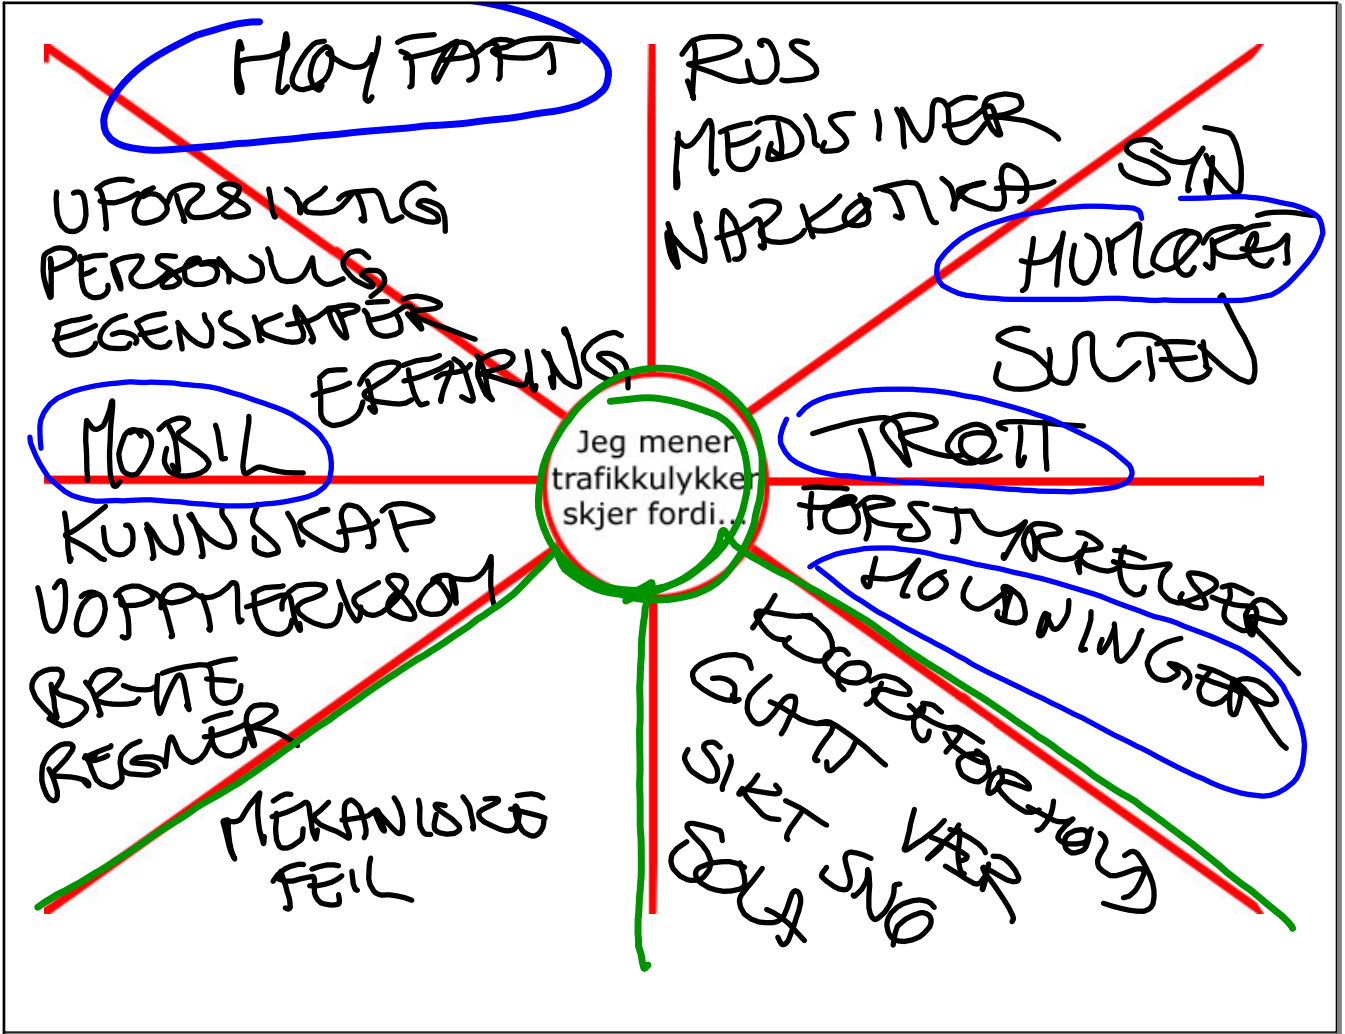 HØY FART
RUS
MEDISINER
NARKOTIKA
SYN
HUMØRET
SULTEN
TRØTT
UFORSIKTIG
PERSONLIG
EGENSKAPER
ERFARING
MOBIL
Jeg mener
trafikkulykker
skjer fordi...
KUNNSKAP
UOPPMERKSOM
BRYTE
REGLER
FORSTYRRELSER
HOLDNINGER
KJØREFORHOLD
GLATT
SIKT
VÆR
SOLA
SNØ
MEKANISKE
FEIL